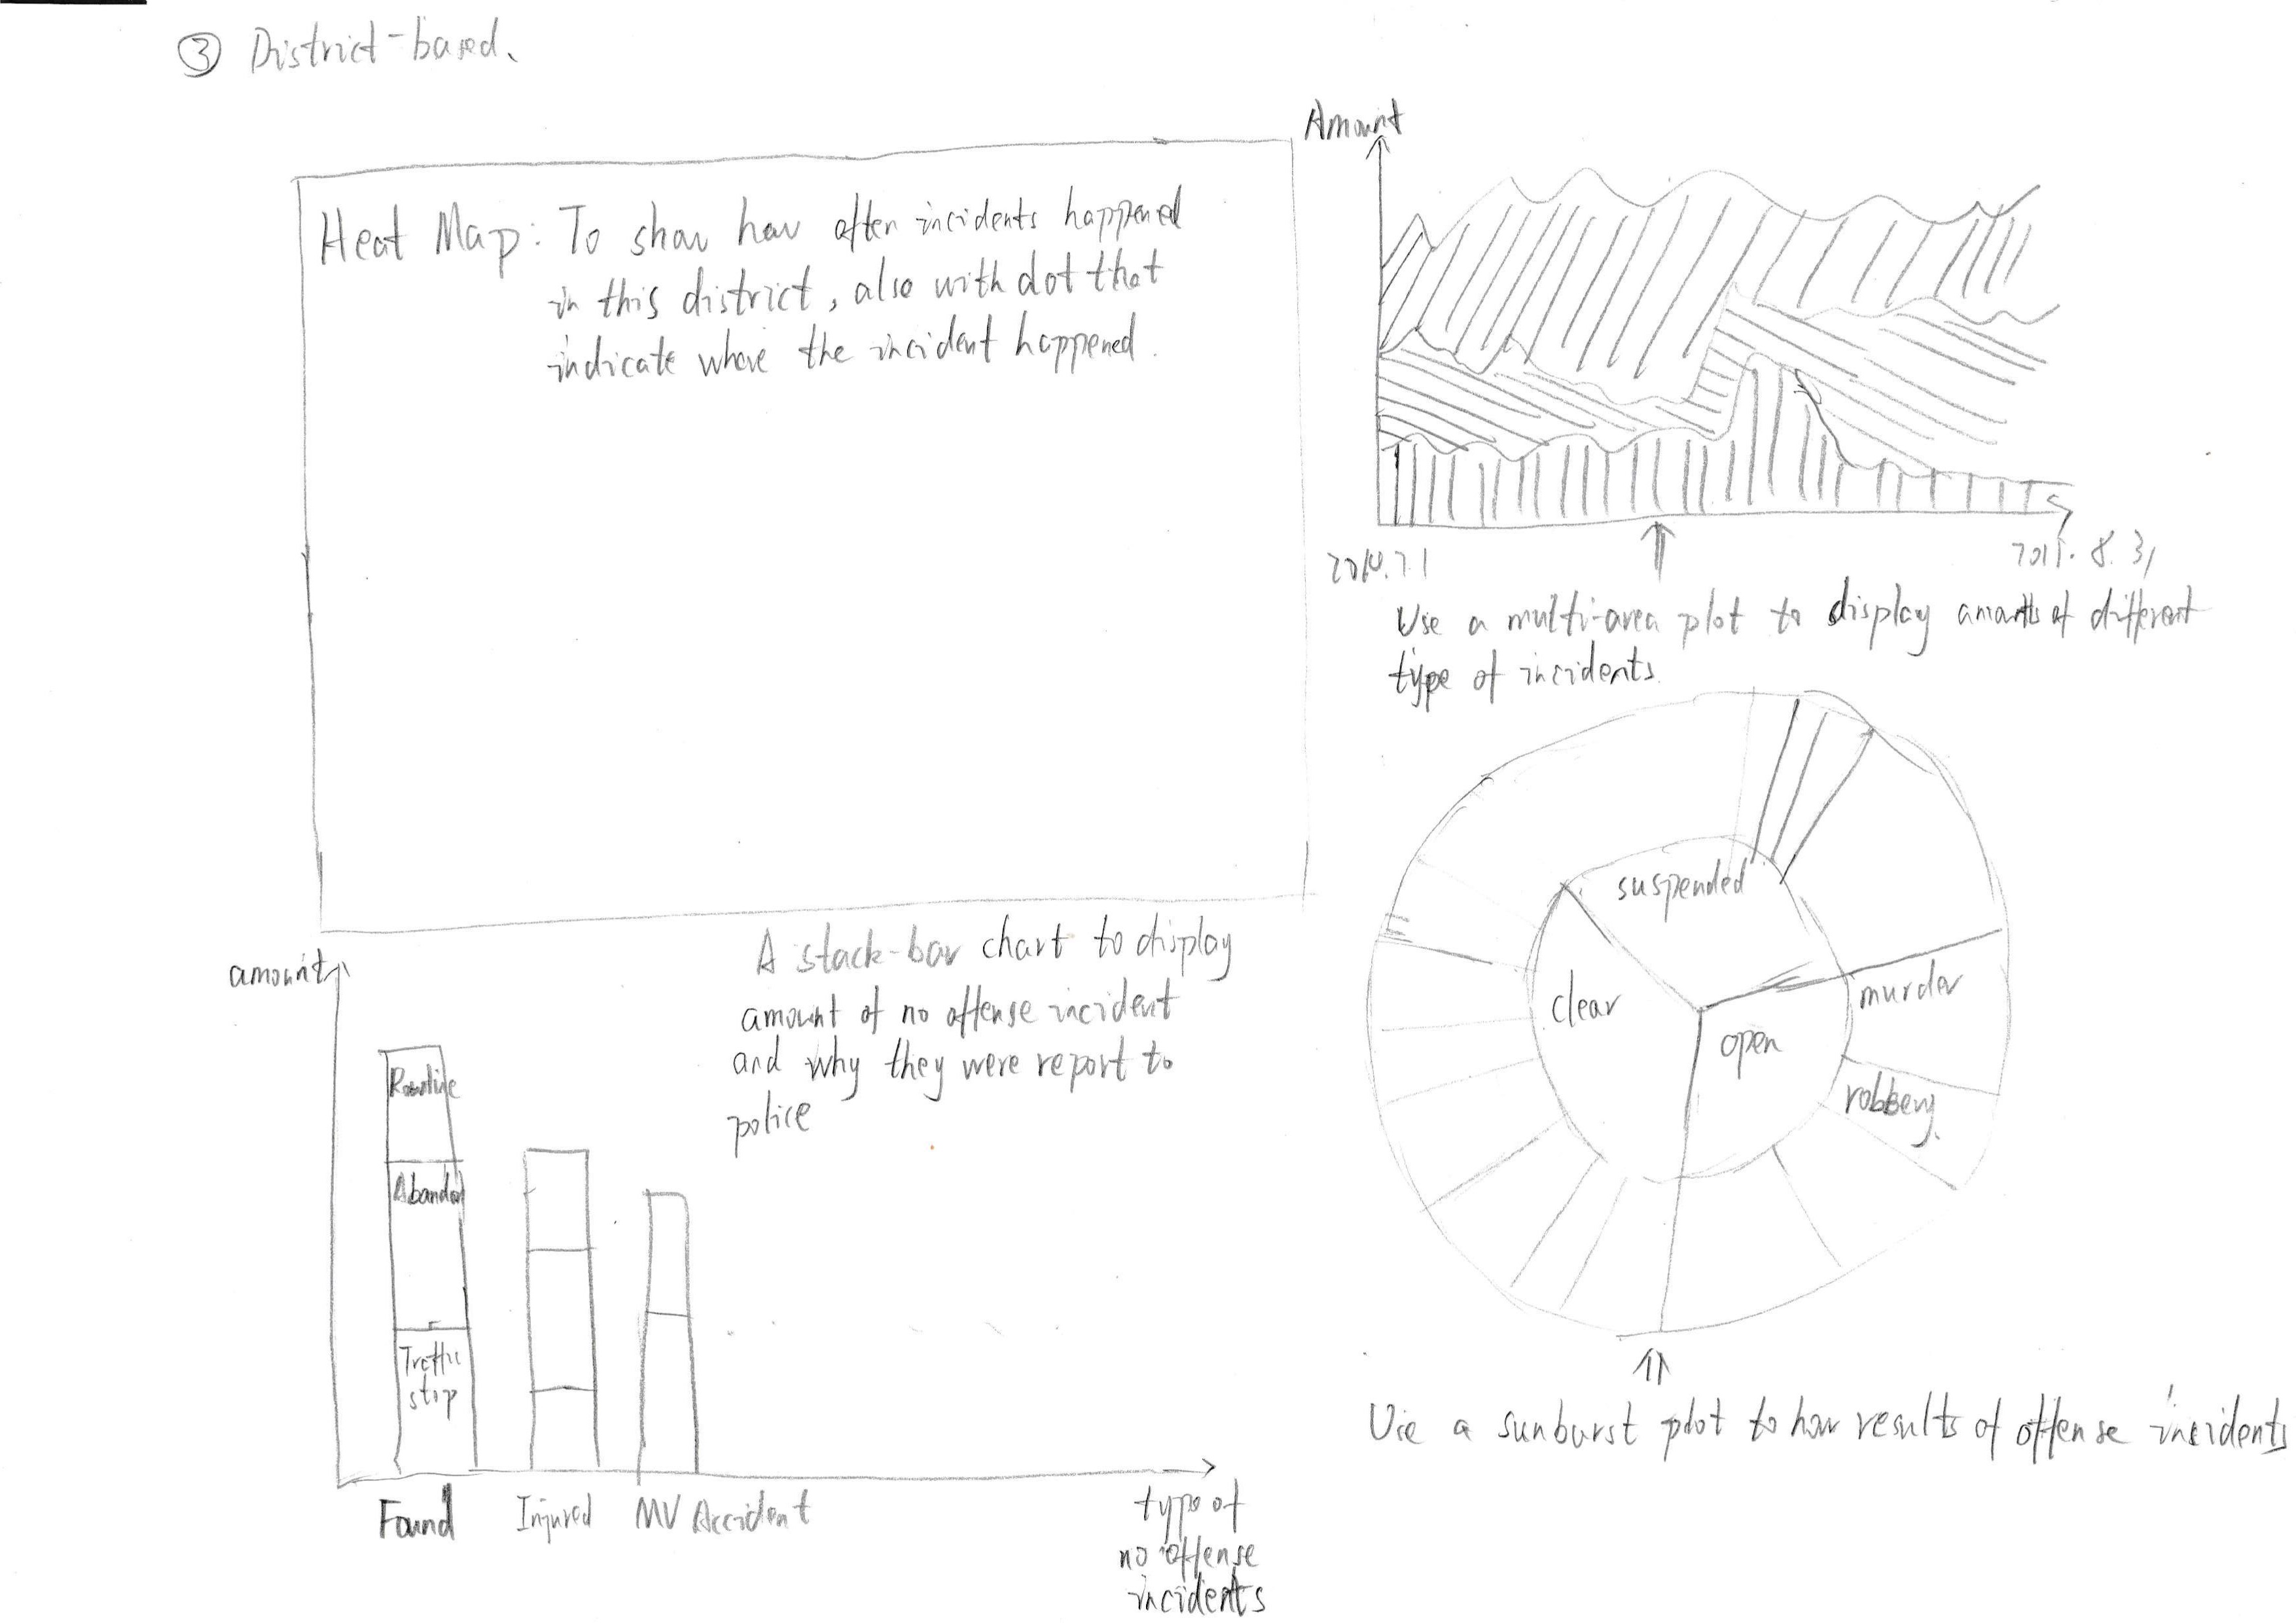 ③ District-based.
Heat Map: To show how often incidents happened
in this district, also with dot that
indicate where the incident happened.
Amount
8.31
Use a multi-area plot to display amounts of different
type of incidents.
suspended
clear
open
murder
robbery.
Use a sunburst plot to how results of offense incidents
A stack-bar chart to display
amount of no offense incident
and why they were report to
police
amount
Routine
Abandon
Traffic
stop
Found
Injured
MV Accident
type of
no offense
incidents